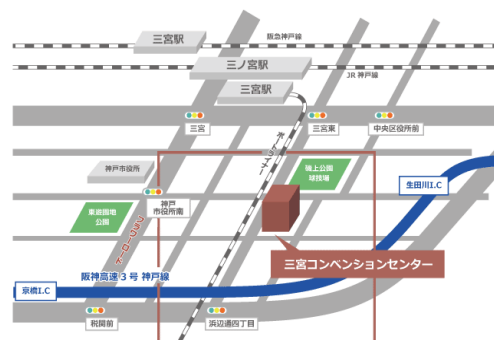 三宮駅
阪急神戸線
三ノ宮駅
JR 神戸線
三宮駅
ポートライナー
三宮
三宮東
中央区役所前
神戸市役所
磯上公園
球技場
生田川I.C
神戸
市役所南
東遊園地
公園
フラワーロード
三宮コンベンションセンター
阪神高速 3 号 神戸線
京橋I.C
税関前
浜辺通四丁目